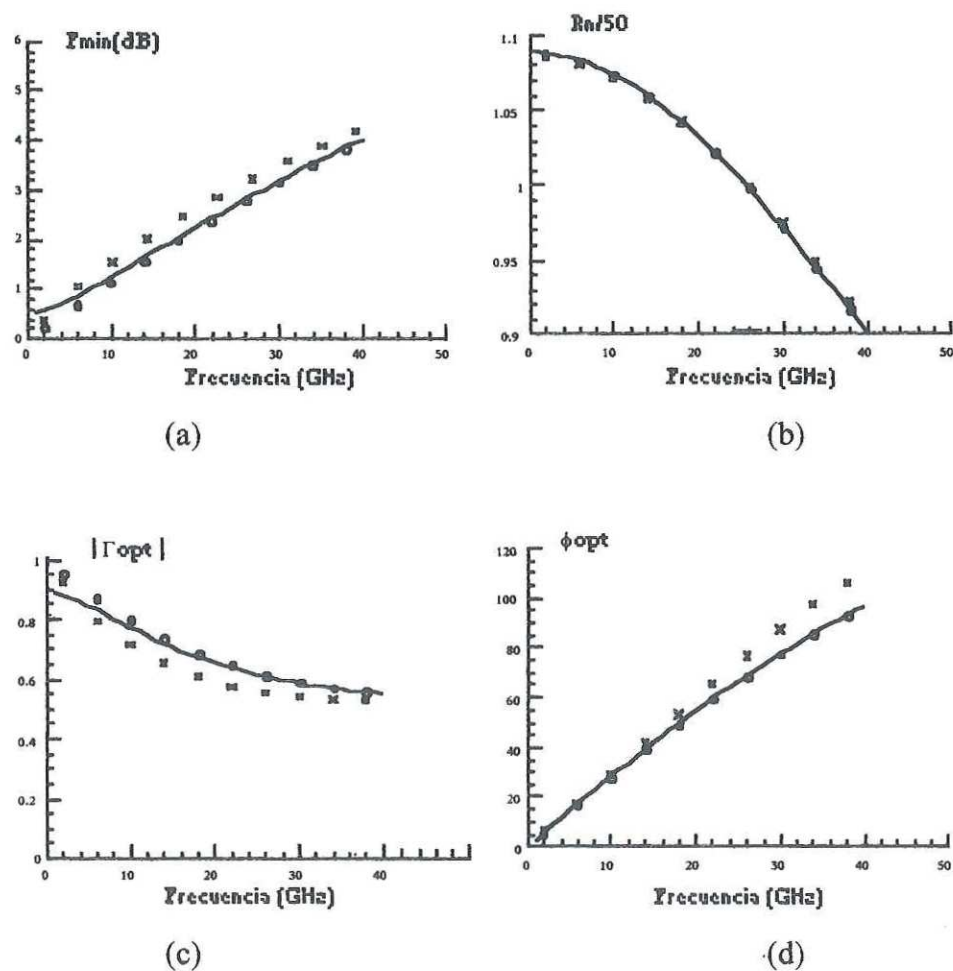 Fmin(dB)
6
5
4
3
2
1
0
0 10 20 30 40 50
Frecuencia (GHz)
(a)
Rn/50
1.1
1.05
1
0.95
0.9
0 10 20 30 40 50
Frecuencia (GHz)
(b)
|Γopt|
1
0.8
0.6
0.4
0.2
0
0 10 20 30 40
Frecuencia (GHz)
(c)
ϕopt
120
100
80
60
40
20
0
0 10 20 30 40 50
Frecuencia (GHz)
(d)